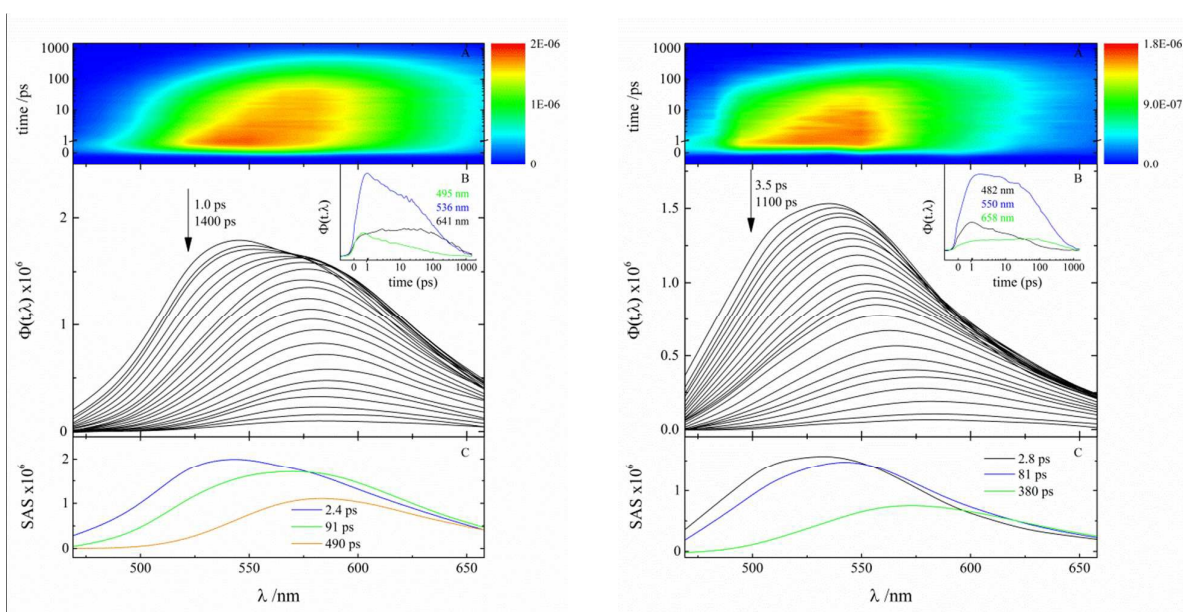 A
1000
100
10
1
0
time /ps
2E-06
1E-06
0
B
1.0 ps
1400 ps
2
1
0
Φ(t,λ) x10⁶
Φ(t,λ)
495 nm
536 nm
641 nm
0 1 10 100 1000
time (ps)
C
2
1
0
SAS x10⁶
2.4 ps
91 ps
490 ps
500 550 600 650
λ /nm
A
1000
100
10
1
0
time /ps
1.8E-06
9.0E-07
0.0
B
3.5 ps
1100 ps
1.5
1.0
0.5
0.0
Φ(t,λ) x10⁶
Φ(t,λ)
482 nm
550 nm
658 nm
0 1 10 100 1000
time (ps)
C
1
0
SAS x10⁶
2.8 ps
81 ps
380 ps
500 550 600 650
λ /nm